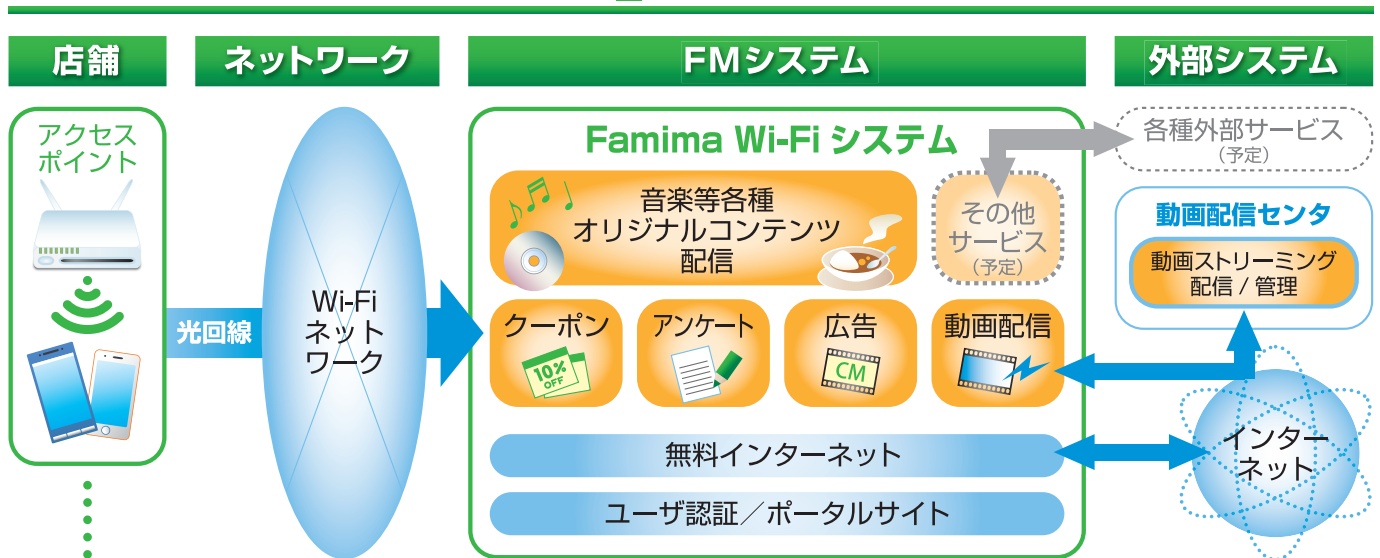 店舗
ネットワーク
FMシステム
外部システム
アクセス
ポイント
光回線
Wi-Fi
ネット
ワーク
Famima Wi-Fi システム
音楽等各種
オリジナルコンテンツ
配信
その他
サービス
(予定)
クーポン
10%
OFF
アンケート
広告
CM
動画配信
無料インターネット
ユーザ認証／ポータルサイト
各種外部サービス
(予定)
動画配信センタ
動画ストリーミング
配信 / 管理
インター
ネット